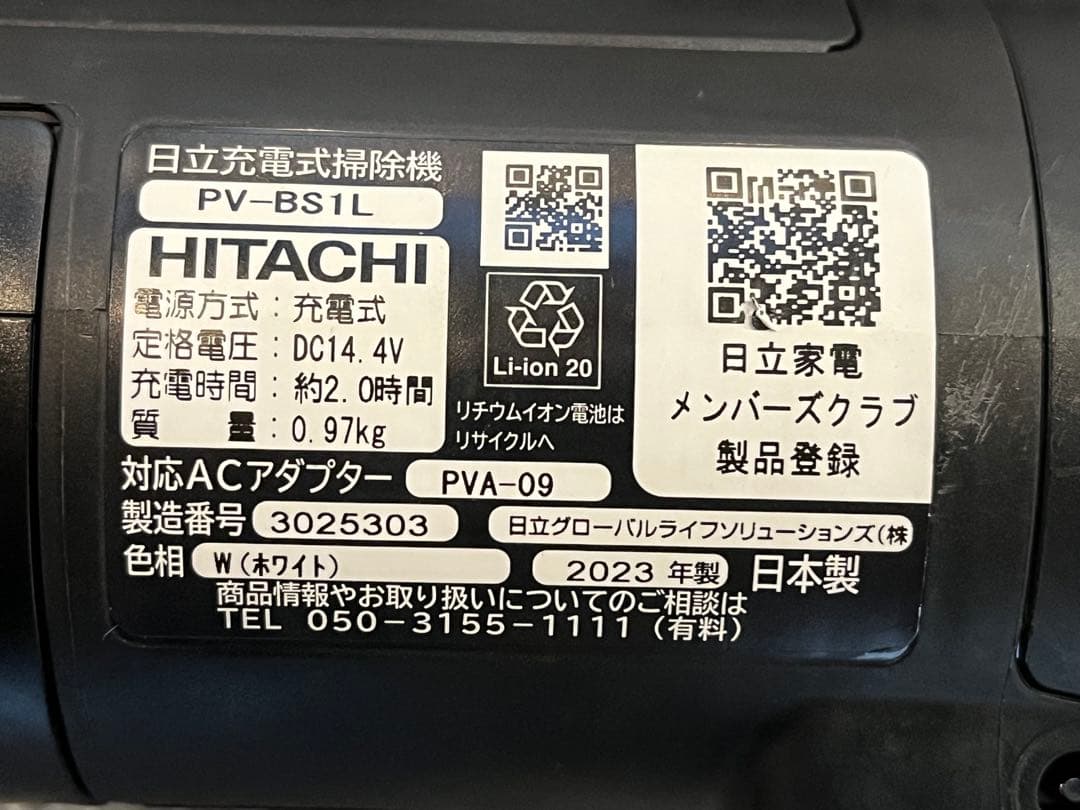 日立充電式掃除機
PV-BS1L
HITACHI
電源方式：充電式
定格電圧：DC14.4V
充電時間：約2.0時間
質　　量：0.97kg
Li-ion 20
リチウムイオン電池は
リサイクルへ
日立家電
メンバーズクラブ
製品登録
対応ACアダプター PVA-09
製造番号 3025303 日立グローバルライフソリューションズ(株
色相 W(ホワイト) 2023 年製 日本製
商品情報やお取り扱いについてのご相談は
TEL 050-3155-1111(有料)